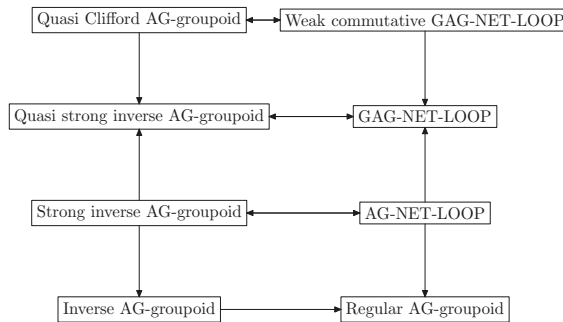 Quasi Clifford AG-groupoid
Weak commutative GAG-NET-LOOP
Quasi strong inverse AG-groupoid
GAG-NET-LOOP
Strong inverse AG-groupoid
AG-NET-LOOP
Inverse AG-groupoid
Regular AG-groupoid